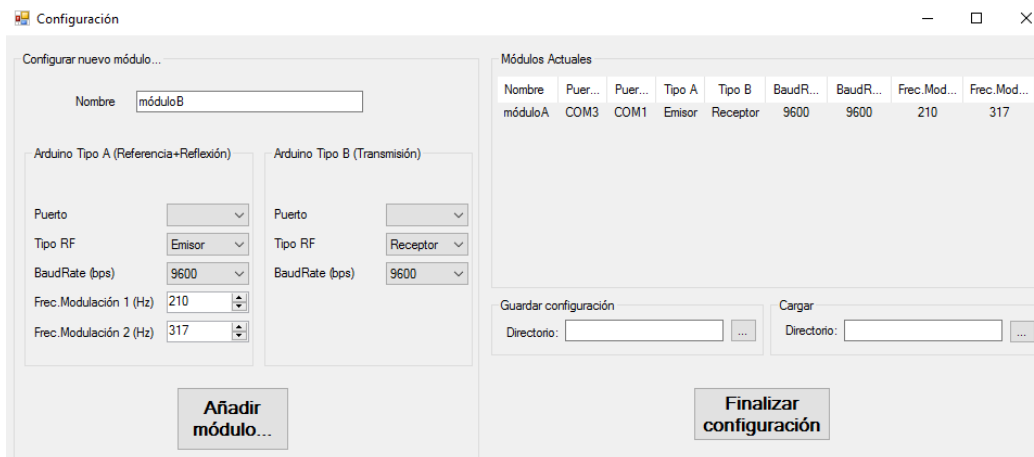 Configuración
Configurar nuevo módulo...
Nombre móduloB
Arduino Tipo A (Referencia+Reflexión)
Puerto
Tipo RF Emisor
BaudRate (bps) 9600
Frec.Modulación 1 (Hz) 210
Frec.Modulación 2 (Hz) 317
Arduino Tipo B (Transmisión)
Puerto
Tipo RF Receptor
BaudRate (bps) 9600
Añadir
módulo...
Módulos Actuales
Nombre Puer... Puer... Tipo A Tipo B BaudR... BaudR... Frec.Mod... Frec.Mod...
móduloA COM3 COM1 Emisor Receptor 9600 9600 210 317
Guardar configuración
Directorio: ...
Cargar
Directorio: ...
Finalizar
configuración